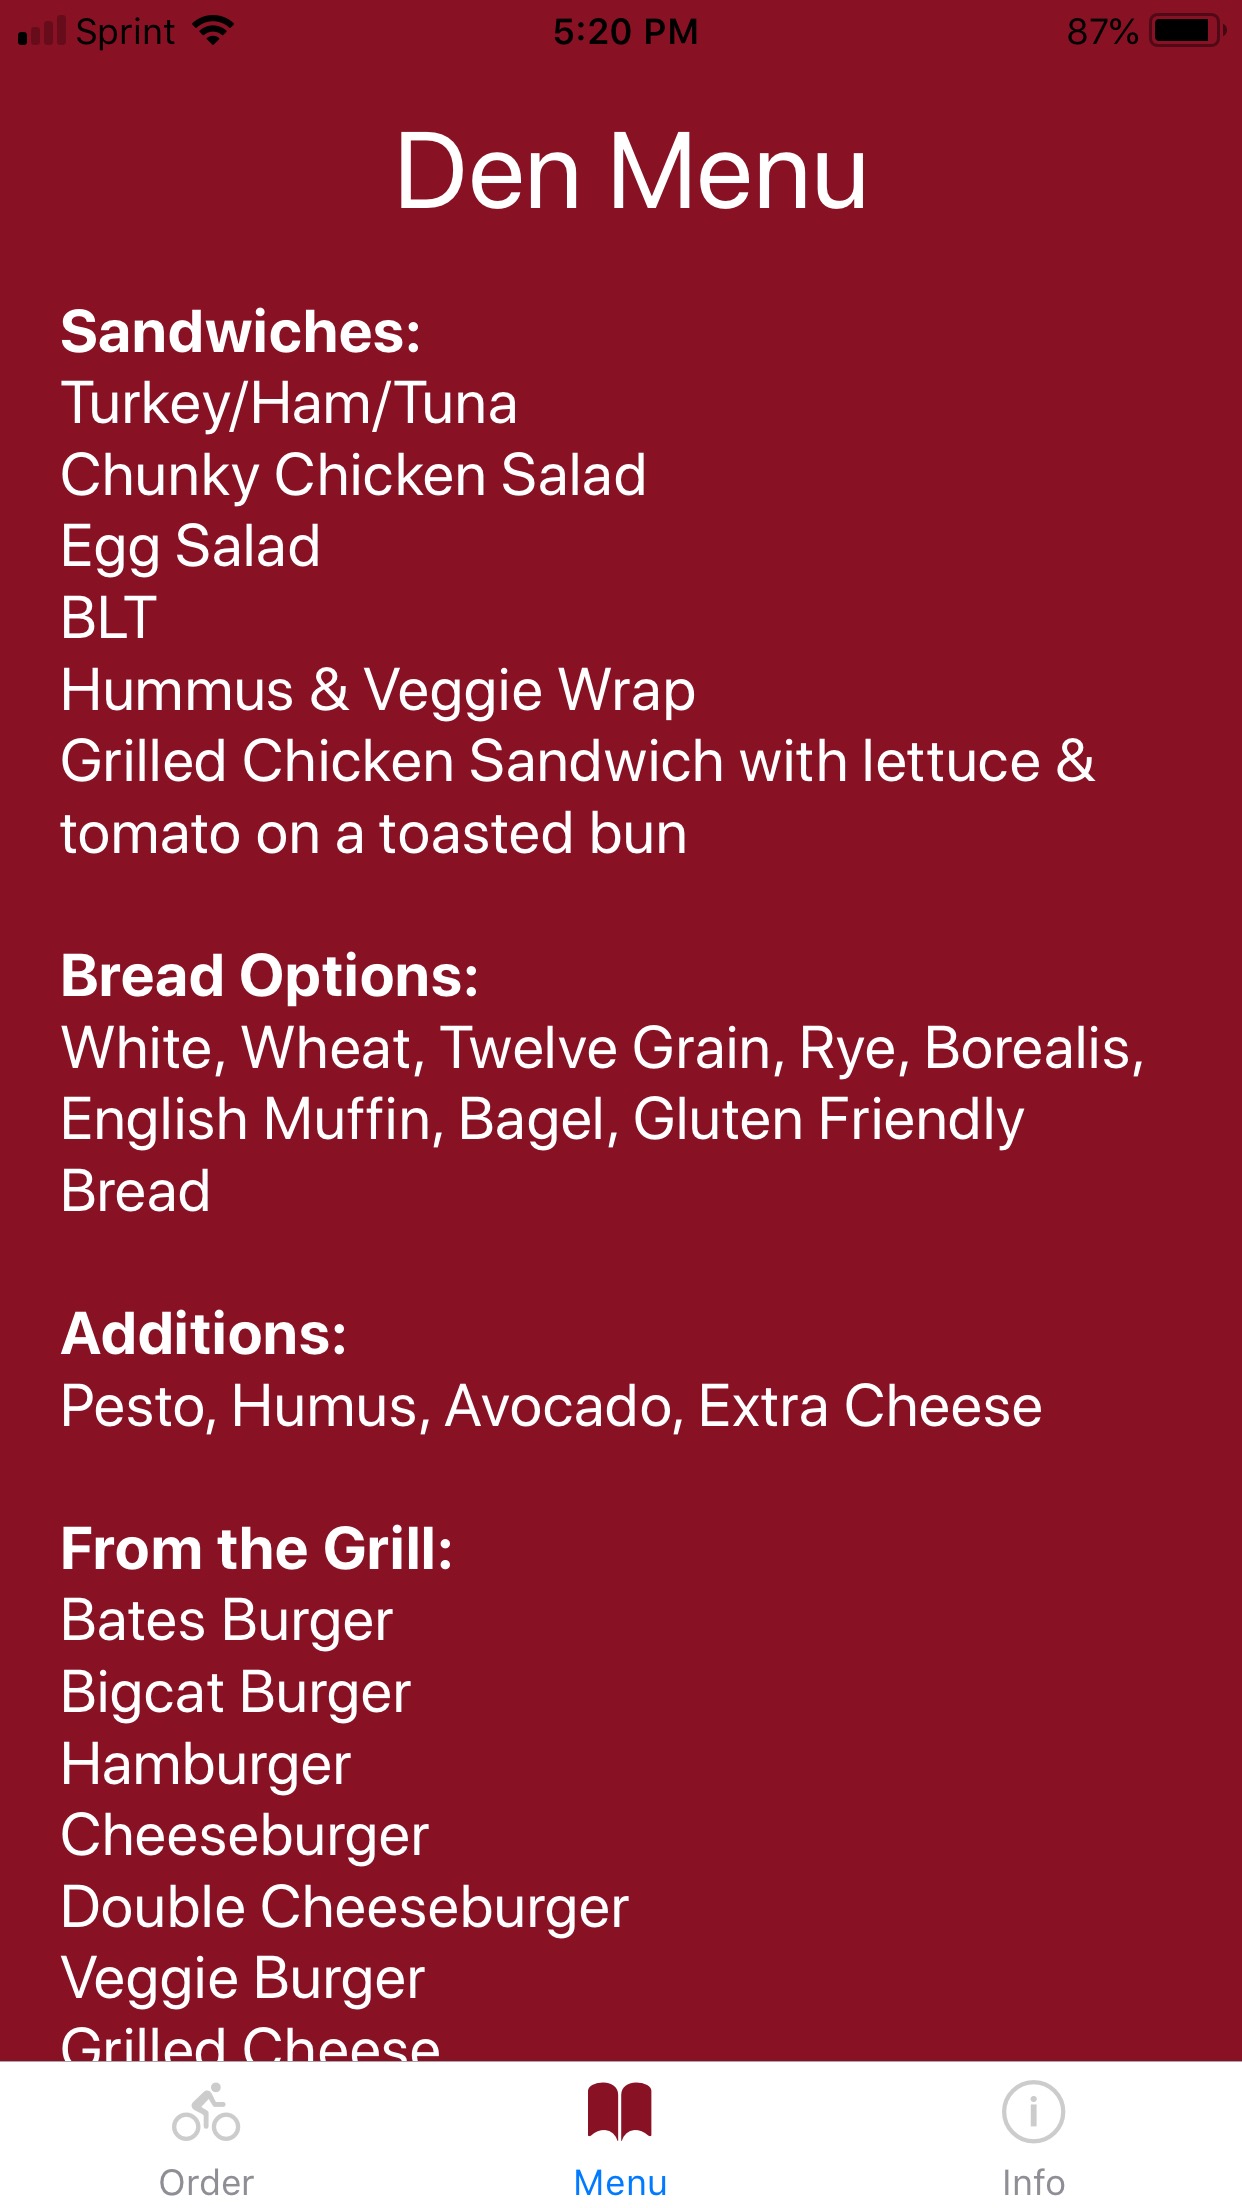 Sprint 5:20 PM 87%
Den Menu
Sandwiches:
Turkey/Ham/Tuna
Chunky Chicken Salad
Egg Salad
BLT
Hummus & Veggie Wrap
Grilled Chicken Sandwich with lettuce &
tomato on a toasted bun
Bread Options:
White, Wheat, Twelve Grain, Rye, Borealis,
English Muffin, Bagel, Gluten Friendly
Bread
Additions:
Pesto, Humus, Avocado, Extra Cheese
From the Grill:
Bates Burger
Bigcat Burger
Hamburger
Cheeseburger
Double Cheeseburger
Veggie Burger
Grilled Cheese
Order Menu Info